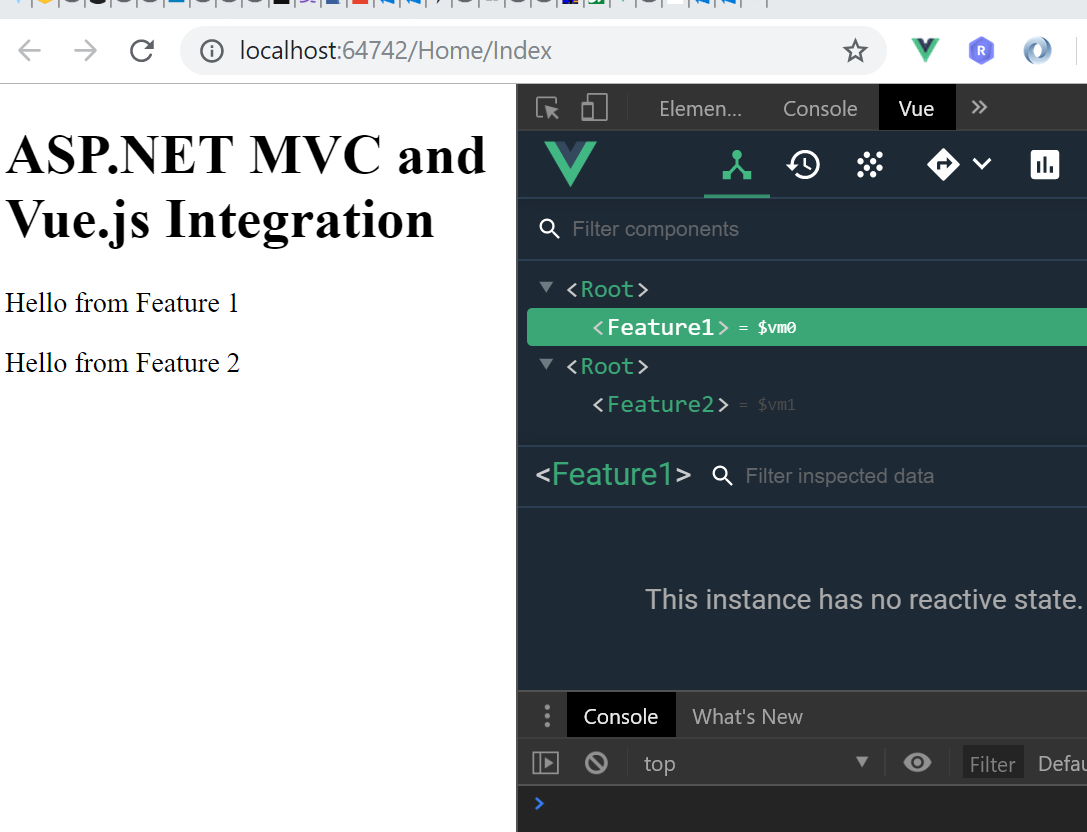 localhost:64742/Home/Index
R
ASP.NET MVC and
Vue.js Integration
Hello from Feature 1
Hello from Feature 2
Elemen... Console Vue »
Filter components
<Root>
<Feature1> = $vm0
<Root>
<Feature2> = $vm1
<Feature1> Filter inspected data
This instance has no reactive state.
Console What's New
top Filter Defau